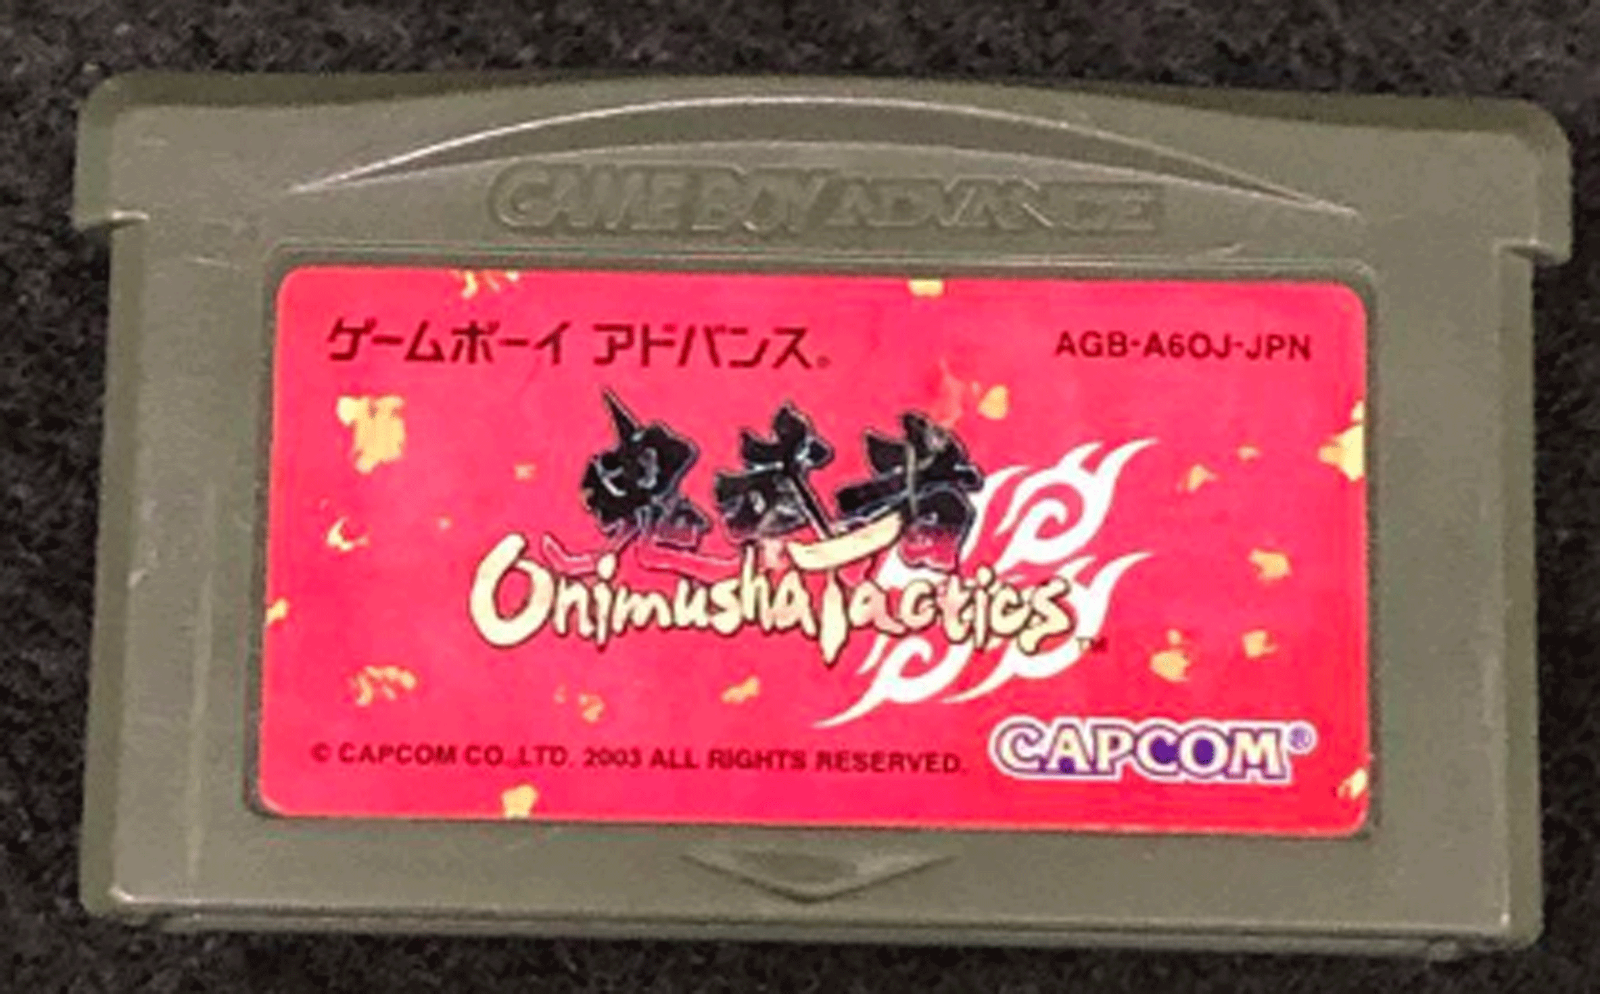 GAME BOY ADVANCE
ゲームボーイ アドバンス。 AGB-A6OJ-JPN
鬼武者
Onimusha Tactics™
© CAPCOM CO.,LTD. 2003 ALL RIGHTS RESERVED.
CAPCOM®